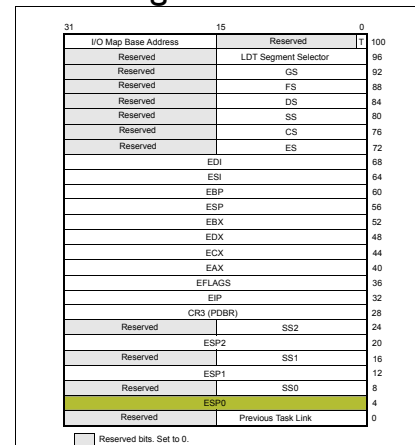 31 15 0
I/O Map Base Address Reserved T 100
Reserved LDT Segment Selector 96
Reserved GS 92
Reserved FS 88
Reserved DS 84
Reserved SS 80
Reserved CS 76
Reserved ES 72
EDI 68
ESI 64
EBP 60
ESP 56
EBX 52
EDX 48
ECX 44
EAX 40
EFLAGS 36
EIP 32
CR3 (PDBR) 28
Reserved SS2 24
ESP2 20
Reserved SS1 16
ESP1 12
Reserved SS0 8
ESP0 4
Reserved Previous Task Link 0
Reserved bits. Set to 0.